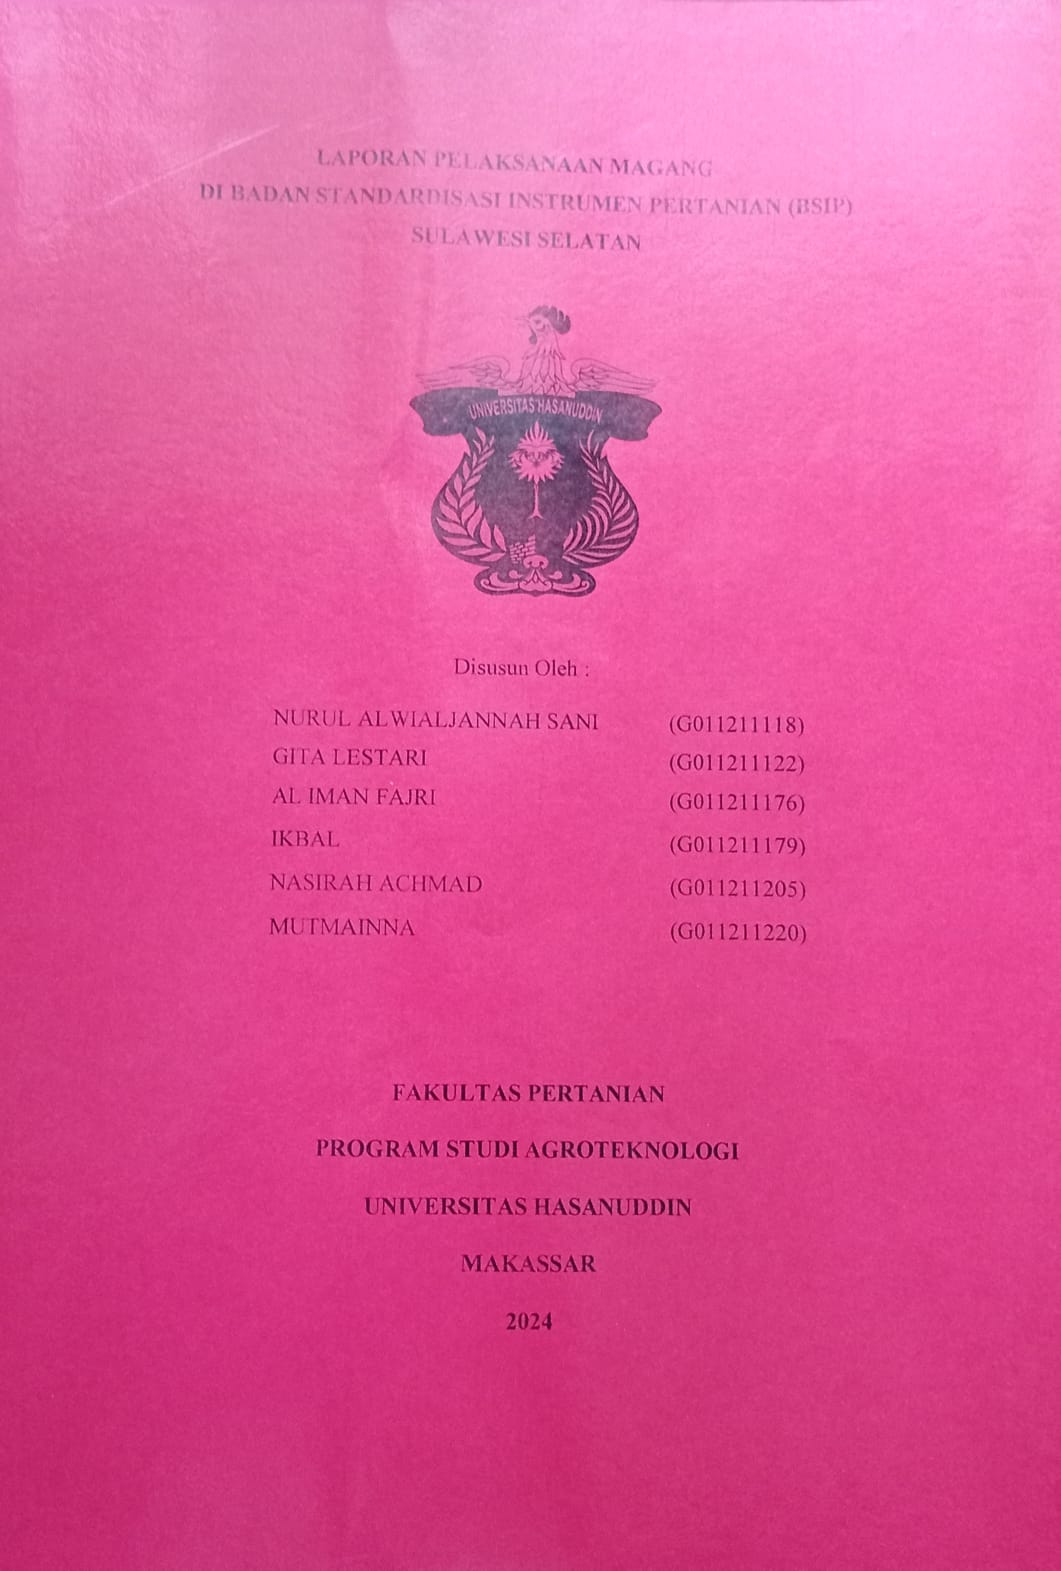 LAPORAN PELAKSANAAN MAGANG
DI BADAN STANDARDISASI INSTRUMEN PERTANIAN (BSIP)
SULAWESI SELATAN
UNIVERSITAS HASANUDDIN
Disusun Oleh :
NURUL ALWIALJANNAH SANI (G011211118)
GITA LESTARI (G011211122)
AL IMAN FAJRI (G011211176)
IKBAL (G011211179)
NASIRAH ACHMAD (G011211205)
MUTMAINNA (G011211220)
FAKULTAS PERTANIAN
PROGRAM STUDI AGROTEKNOLOGI
UNIVERSITAS HASANUDDIN
MAKASSAR
2024